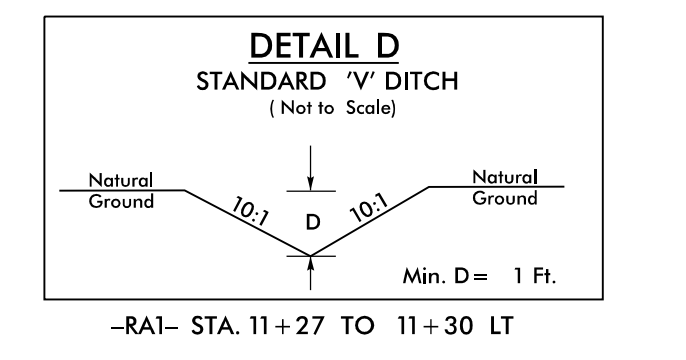 DETAIL D
STANDARD 'V' DITCH
( Not to Scale)
Natural
Ground
10:1
D
10:1
Natural
Ground
Min. D= 1 Ft.
–RA1– STA. 11+27 TO 11+30 LT